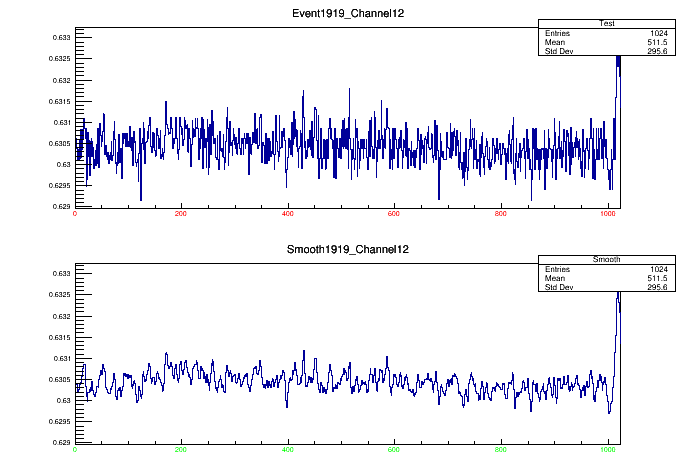 Event1919_Channel12
Test
Entries 1024
Mean 511.5
Std Dev 295.6
0.633
0.6325
0.632
0.6315
0.631
0.6305
0.63
0.6295
0.629
0 200 400 600 800 1000
Smooth1919_Channel12
Smooth
Entries 1024
Mean 511.5
Std Dev 295.6
0.633
0.6325
0.632
0.6315
0.631
0.6305
0.63
0.6295
0.629
0 200 400 600 800 1000